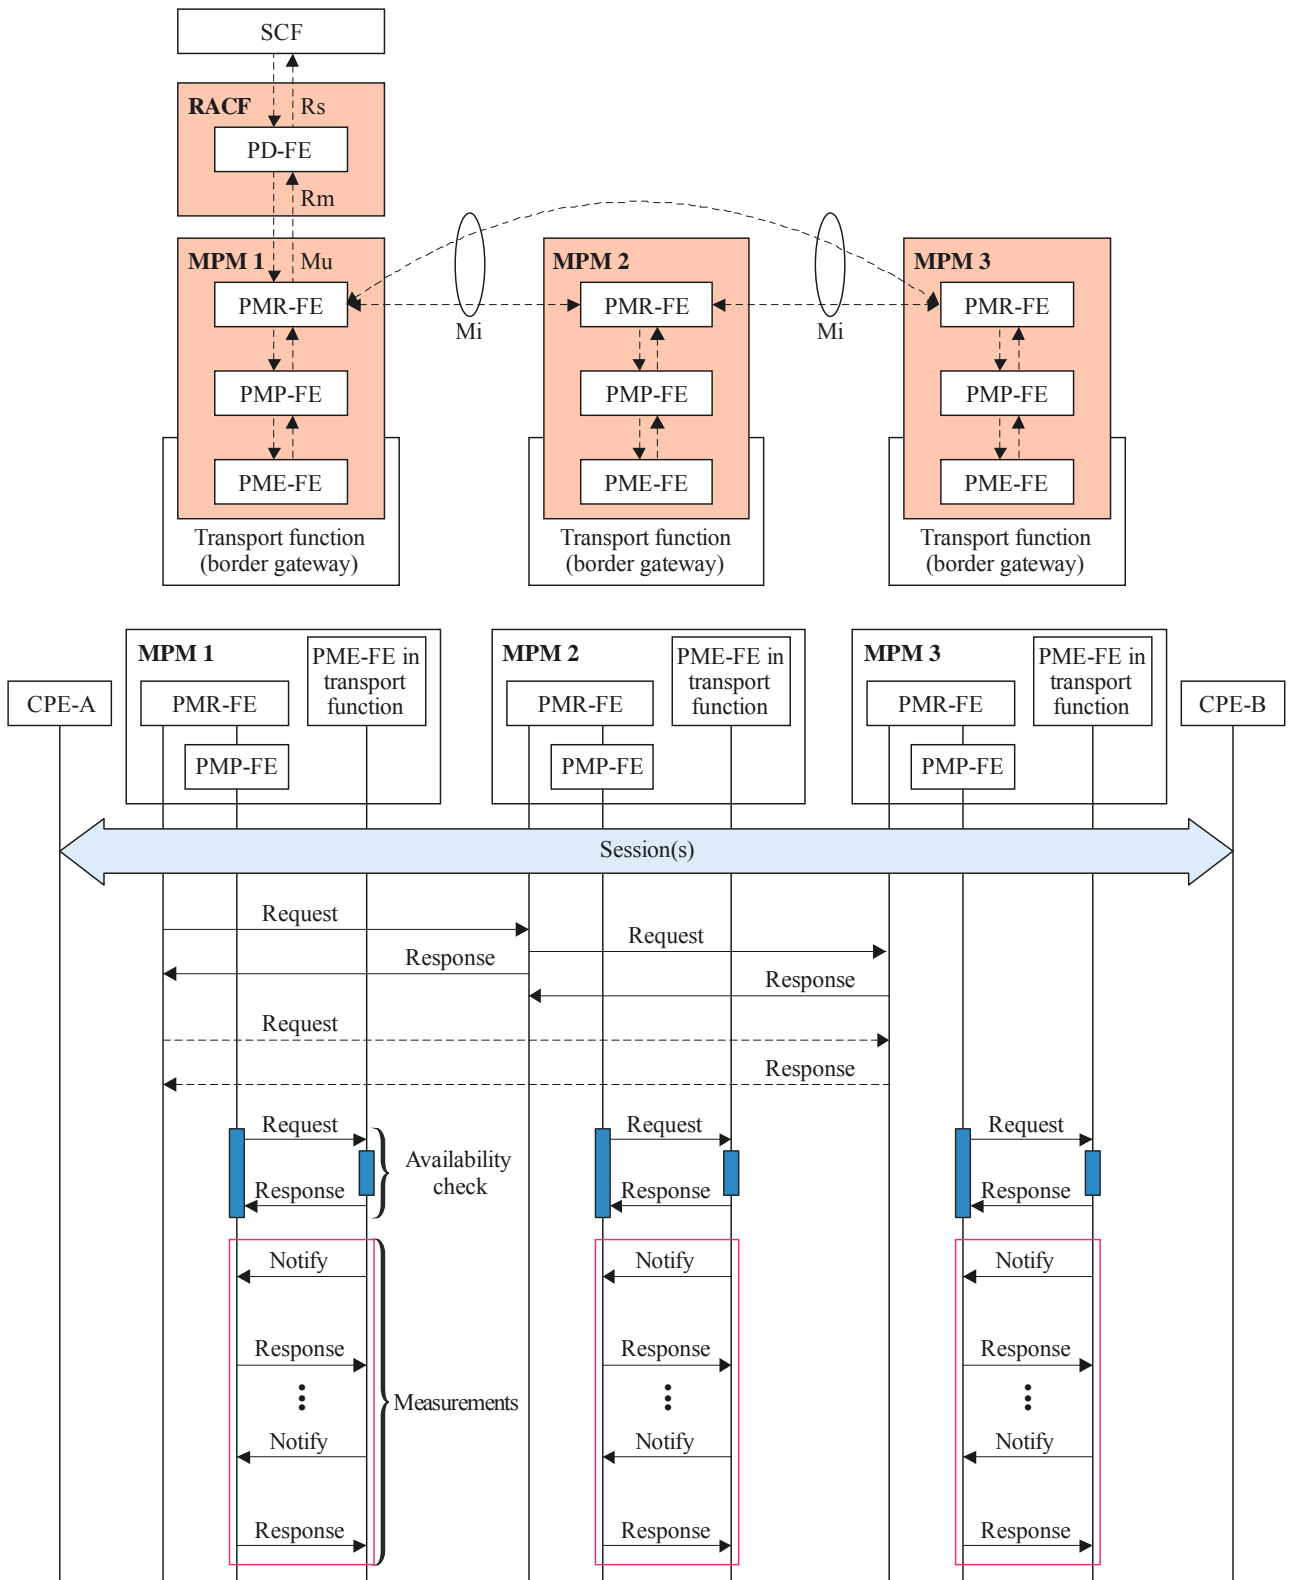 SCF
RACF
Rs
PD-FE
Rm
MPM 1
Mu
MPM 2
MPM 3
PMR-FE
PMR-FE
PMR-FE
Mi
Mi
PMP-FE
PMP-FE
PMP-FE
PME-FE
PME-FE
PME-FE
Transport function
(border gateway)
Transport function
(border gateway)
Transport function
(border gateway)
MPM 1
PME-FE in
transport
function
MPM 2
PME-FE in
transport
function
MPM 3
PME-FE in
transport
function
CPE-A
PMR-FE
PMR-FE
PMR-FE
CPE-B
PMP-FE
PMP-FE
PMP-FE
Session(s)
Request
Request
Response
Response
Request
Response
Request
Request
Request
Availability
check
Response
Response
Response
Notify
Notify
Notify
Response
Response
Response
Measurements
Notify
Notify
Notify
Response
Response
Response